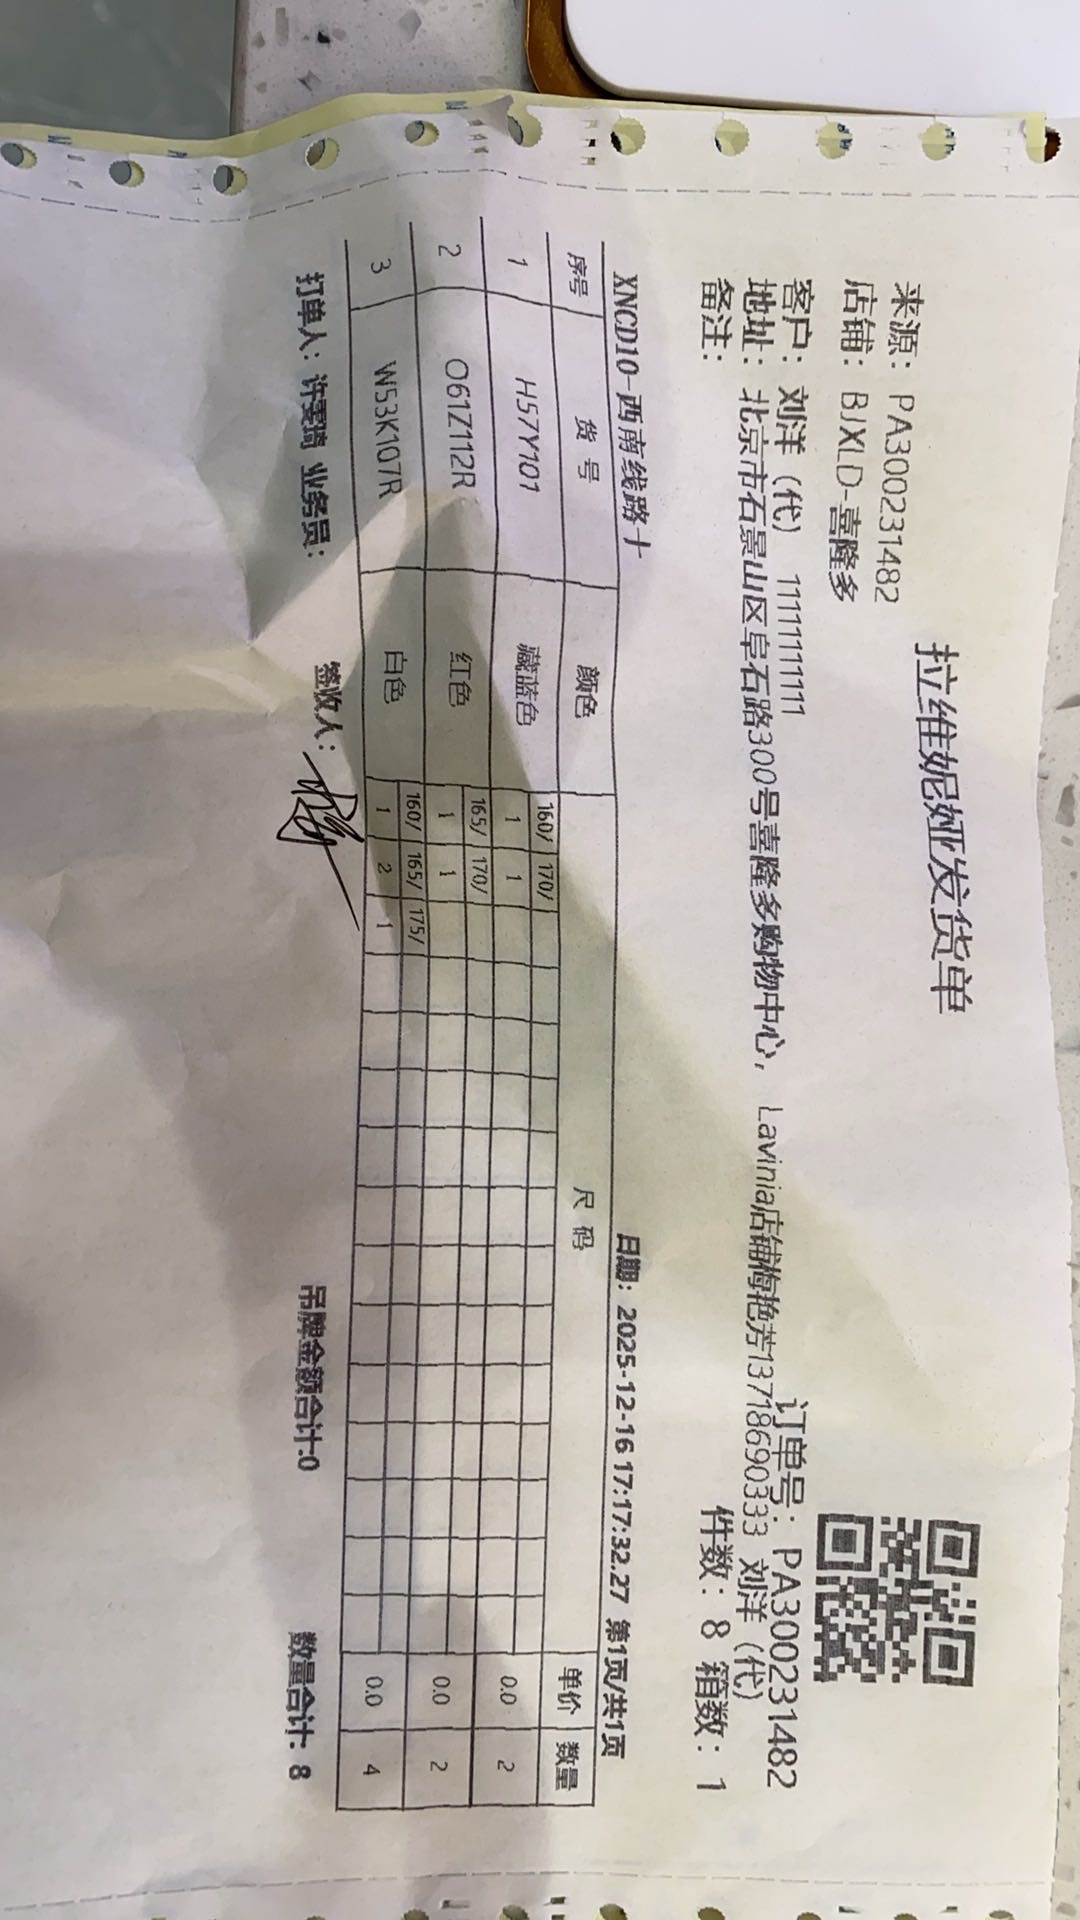 拉维妮娅发货单
来源：PA300231482
店铺：BJXLD-喜隆多
订单号：PA300231482
客户：刘洋（代） 11111111111
地址：北京市石景山区阜石路300号喜隆多购物中心，Lavinia店铺梅艳芳13718690333 刘洋（代）
备注：
件数：8 箱数：1
XNCD10-西南线路十 日期：2025-12-16 17:17:32.27 第1页/共1页
序号 货号 颜色 尺码 单价 数量
160/ 170/
1 H57Y101 藏蓝色 1 1 0.0 2
165/ 170/
2 O61Z112R 红色 1 1 0.0 2
160/ 165/ 175/
3 W53K107R 白色 1 2 1 0.0 4
打单人：许雯琦 业务员： 签收人： 吊牌金额合计:0 数量合计: 8